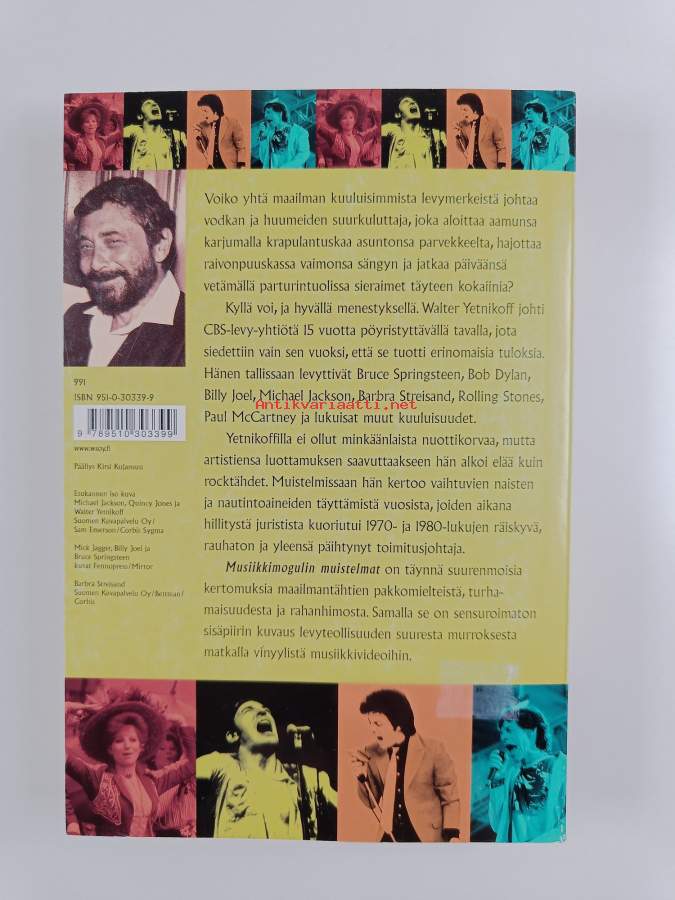 Voiko yhtä maailman kuuluisimmista levymerkeistä johtaa
vodkan ja huumeiden suurkuluttaja, joka aloittaa aamunsa
karjumalla krapulantuskaa asuntonsa parvekkeelta, hajottaa
raivonpuuskassa vaimonsa sängyn ja jatkaa päiväänsä
vetämällä parturintuolissa sieraimet täyteen kokaiinia?
Kyllä voi, ja hyvällä menestyksellä. Walter Yetnikoff johti
CBS-levy-yhtiötä 15 vuotta pöyristyttävällä tavalla, jota
siedettiin vain sen vuoksi, että se tuotti erinomaisia tuloksia.
Hänen tallissaan levyttivät Bruce Springsteen, Bob Dylan,
Billy Joel, Michael Jackson, Barbra Streisand, Rolling Stones,
Paul McCartney ja lukuisat muut kuuluisuudet.
Yetnikoffilla ei ollut minkäänlaista nuottikorvaa, mutta
artistiensa luottamuksen saavuttaakseen hän alkoi elää kuin
rocktähdet. Muistelmissaan hän kertoo vaihtuvien naisten
ja nautintoaineiden täyttämistä vuosista, joiden aikana
hillitystä juristista kuoriutui 1970- ja 1980-lukujen räiskyvä,
rauhaton ja yleensä päihtynyt toimitusjohtaja.
Musiikkimogulin muistelmat on täynnä suurenmoisia
kertomuksia maailmantähtien pakkomielteistä, turha-
maisuudesta ja rahanhimosta. Samalla se on sensuroimaton
sisäpiirin kuvaus levyteollisuuden suuresta murroksesta
matkalla vinyylistä musiikkivideoihin.
991
ISBN 951-0-30339-9
9 789510 303399
www.wsoy.fi
Päällys Kirsi Kolamsio
Etukannen iso kuva
Michael Jackson, Quincy Jones ja
Walter Yetnikoff
Suomen Kuvapalvelu Oy/
Sam Emerson/Corbis Sygma
Mick Jagger, Billy Joel ja
Bruce Springsteen
kuvat Fennopress/Mirror
Barbra Streisand
Suomen Kuvapalvelu Oy/Bettman/
Corbis
Antikvariaatti.net